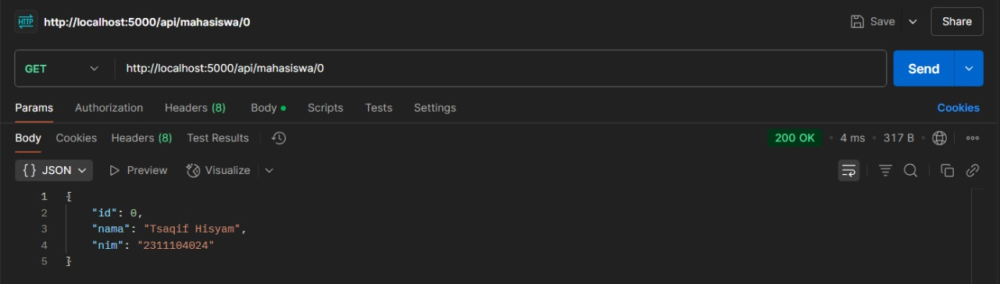 HTTP http://localhost:5000/api/mahasiswa/0 Save Share
GET http://localhost:5000/api/mahasiswa/0 Send
Params Authorization Headers (8) Body Scripts Tests Settings Cookies
Body Cookies Headers (8) Test Results 200 OK • 4 ms • 317 B •
{} JSON Preview Visualize
1 {
2 "id": 0,
3 "nama": "Tsaqif Hisyam",
4 "nim": "2311104024"
5 }